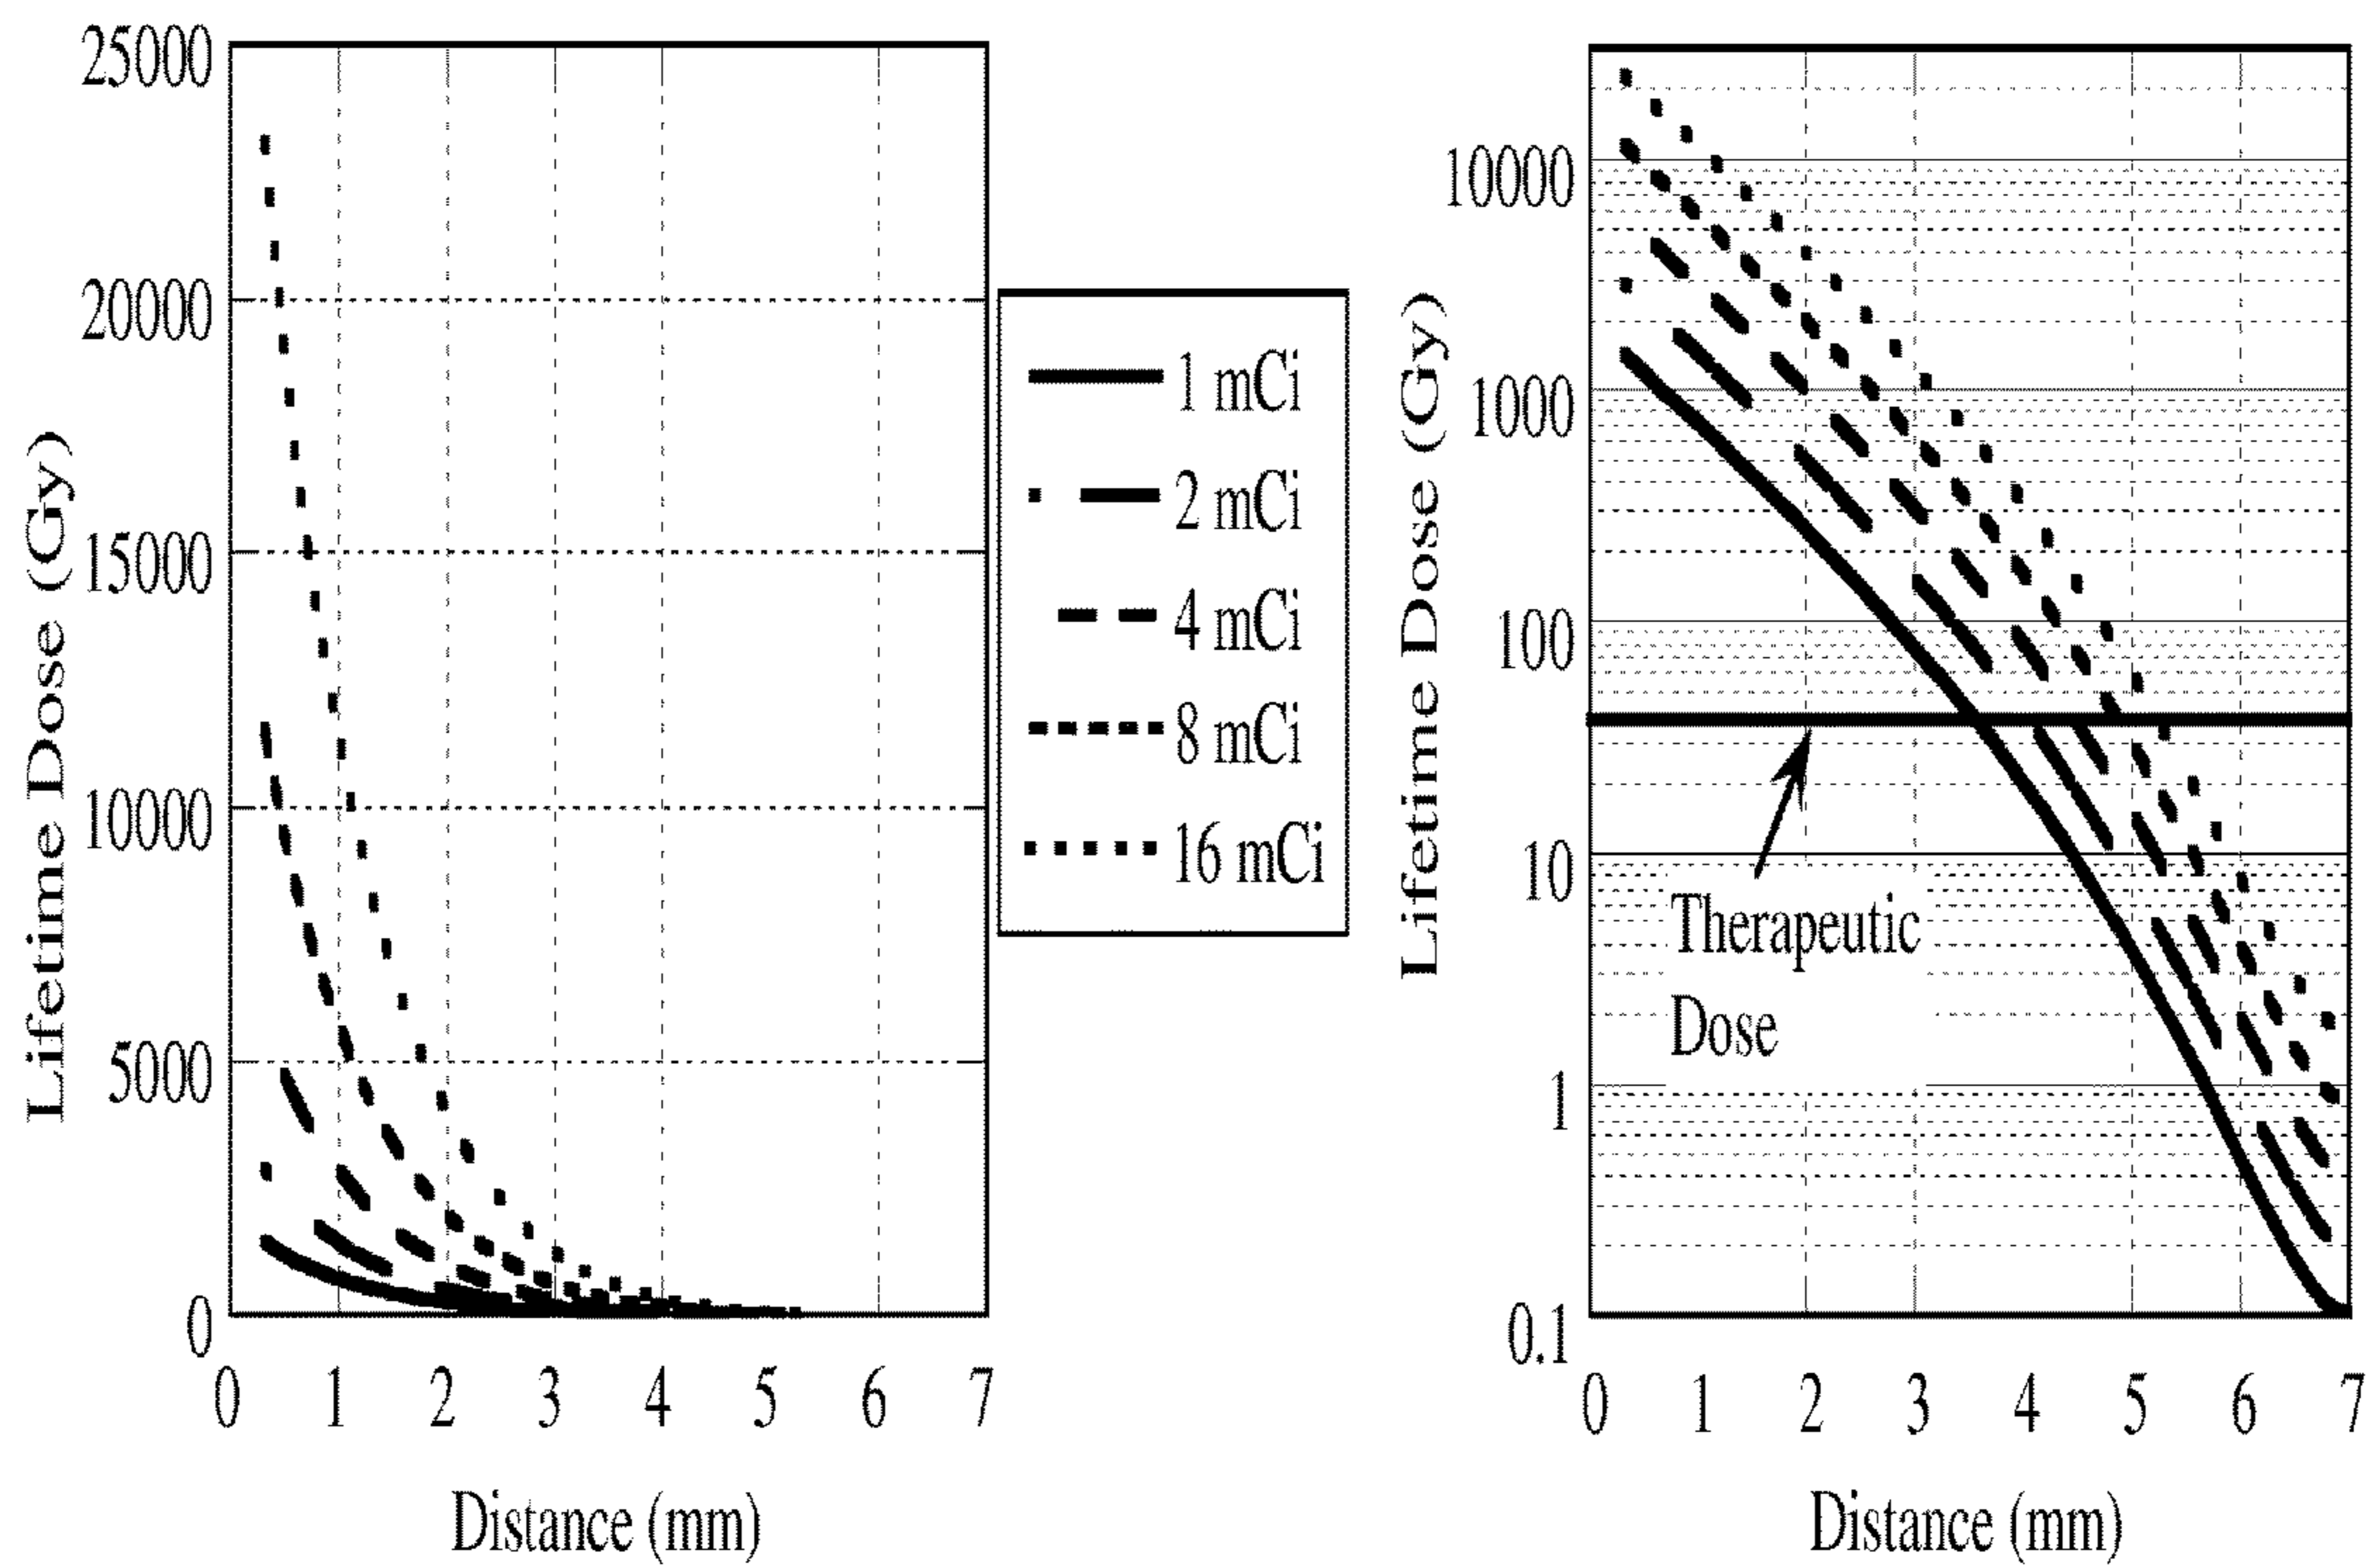 Lifetime Dose (Gy)
25000
20000
15000
10000
5000
0
0 1 2 3 4 5 6 7
Distance (mm)
1 mCi
2 mCi
4 mCi
8 mCi
16 mCi
Lifetime Dose (Gy)
10000
1000
100
10
1
0.1
Therapeutic
Dose
0 1 2 3 4 5 6 7
Distance (mm)